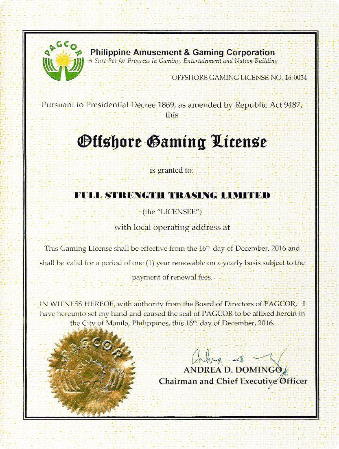 PAGCOR
Philippine Amusement & Gaming Corporation
A Sure Bet for Progress in Gaming, Entertainment and Nation Building
OFFSHORE GAMING LICENSE NO. 16-0034
Pursuant to Presidential Decree 1869, as amended by Republic Act 9487,
this
Offshore Gaming License
is granted to:
FULL STRENGTH TRASING LIMITED
(the "LICENSEE")
with local operating address at
This Gaming License shall be effective from the 16th day of December, 2016 and
shall be valid for a period of one (1) year renewable on a yearly basis subject to the
payment of renewal fees.
IN WITNESS HEREOF, with authority from the Board of Directors of PAGCOR, I
have hereunto set my hand and caused the seal of PAGCOR to be affixed herein in
the City of Manila, Philippines, this 16th day of December, 2016.
PAGCOR
ANDREA D. DOMINGO
Chairman and Chief Executive Officer